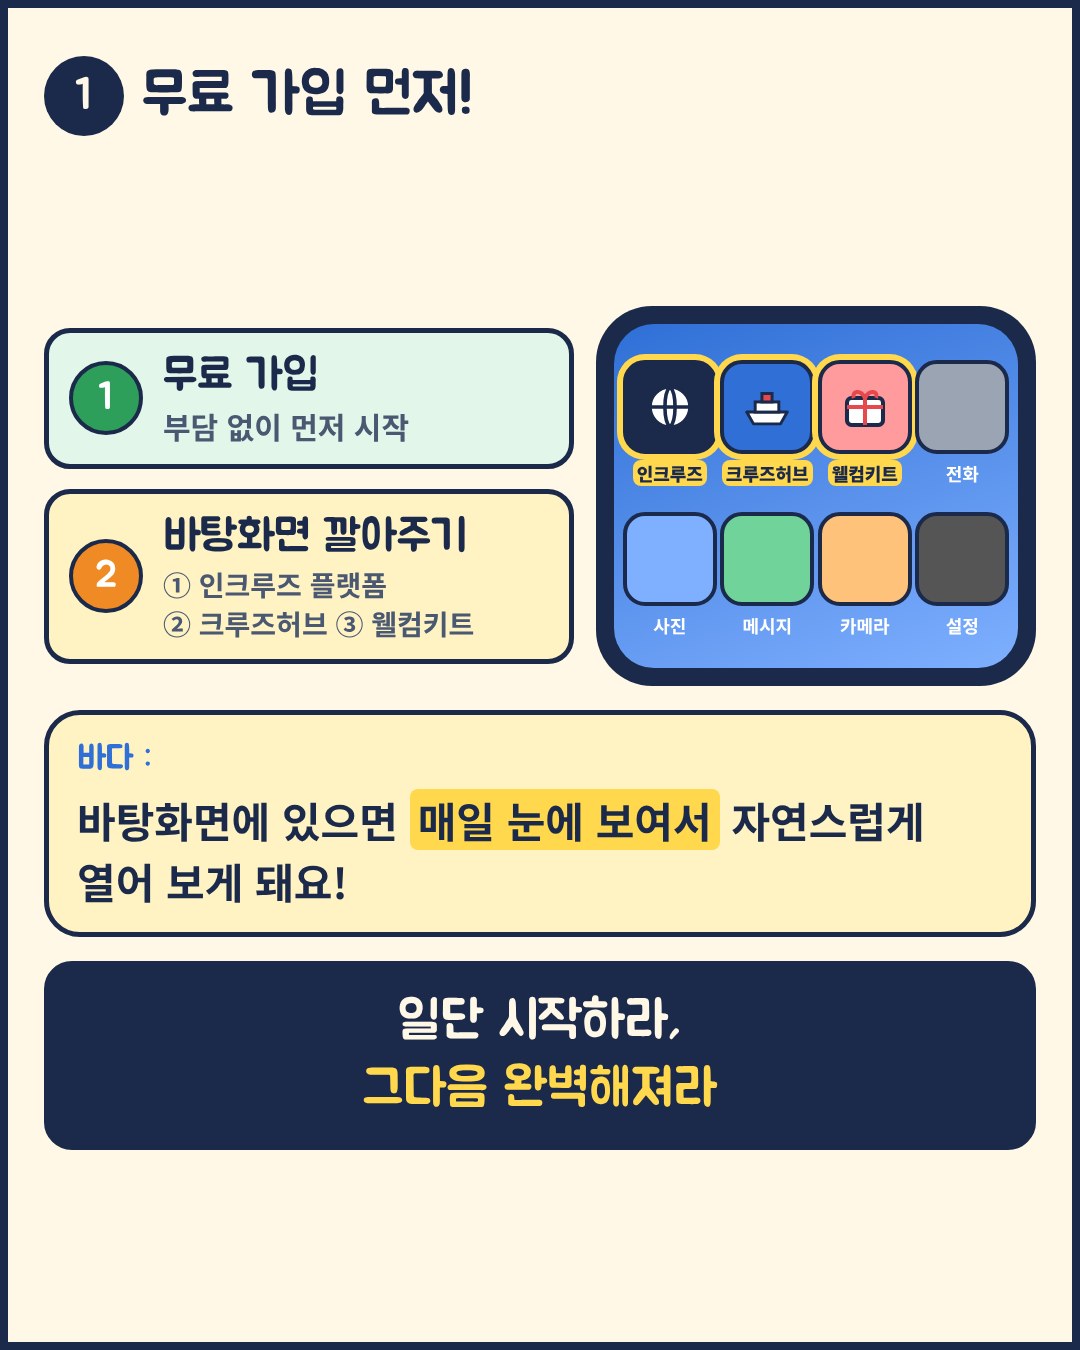 1 무료 가입 먼저!
1 무료 가입
부담 없이 먼저 시작
2 바탕화면 깔아주기
① 인크루즈 플랫폼
② 크루즈허브 ③ 웰컴키트
인크루즈 크루즈허브 웰컴키트 전화
사진 메시지 카메라 설정
바다 :
바탕화면에 있으면 매일 눈에 보여서 자연스럽게
열어 보게 돼요!
일단 시작하라,
그다음 완벽해져라